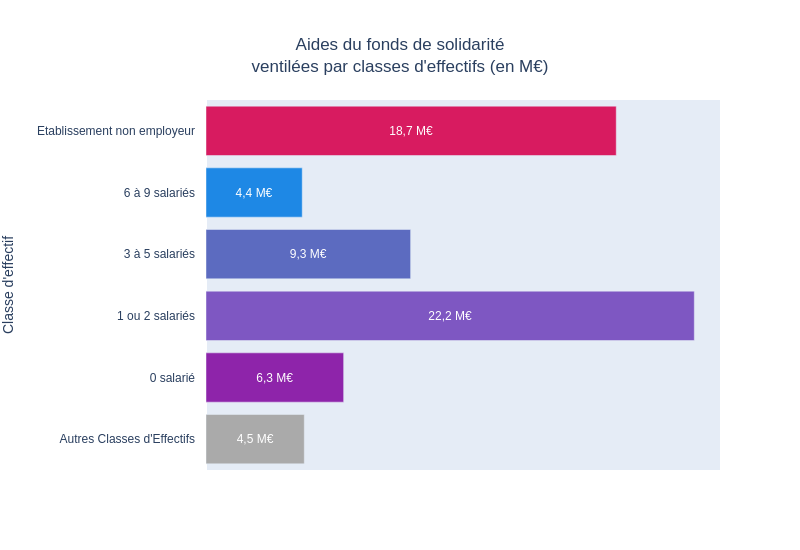 Aides du fonds de solidarité
ventilées par classes d'effectifs (en M€)
Classe d'effectif
Etablissement non employeur
18,7 M€
6 à 9 salariés
4,4 M€
3 à 5 salariés
9,3 M€
1 ou 2 salariés
22,2 M€
0 salarié
6,3 M€
Autres Classes d'Effectifs
4,5 M€